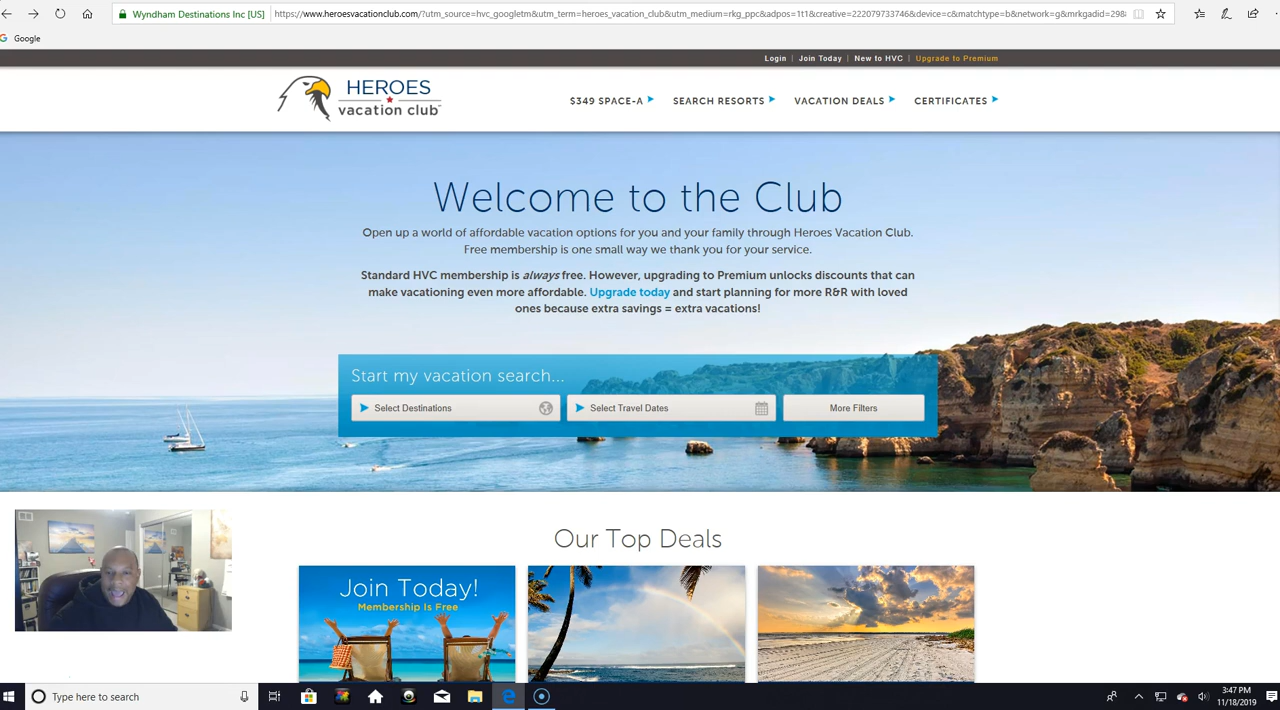 Wyndham Destinations Inc [US]
https://www.heroesvacationclub.com/?utm_source=hvc_googletm&utm_term=heroes_vacation_club&utm_medium=rkg_ppc&adpos=1t1&creative=222079733746&device=c&matchtype=b&network=g&mrkgadid=298
Google
Login | Join Today | New to HVC | Upgrade to Premium
HEROES
vacation club
$349 SPACE-A
SEARCH RESORTS
VACATION DEALS
CERTIFICATES
Welcome to the Club
Open up a world of affordable vacation options for you and your family through Heroes Vacation Club.
Free membership is one small way we thank you for your service.
Standard HVC membership is always free. However, upgrading to Premium unlocks discounts that can
make vacationing even more affordable. Upgrade today and start planning for more R&R with loved
ones because extra savings = extra vacations!
Start my vacation search...
Select Destinations
Select Travel Dates
More Filters
Our Top Deals
Join Today!
Membership Is Free
Type here to search
3:47 PM
11/18/2019